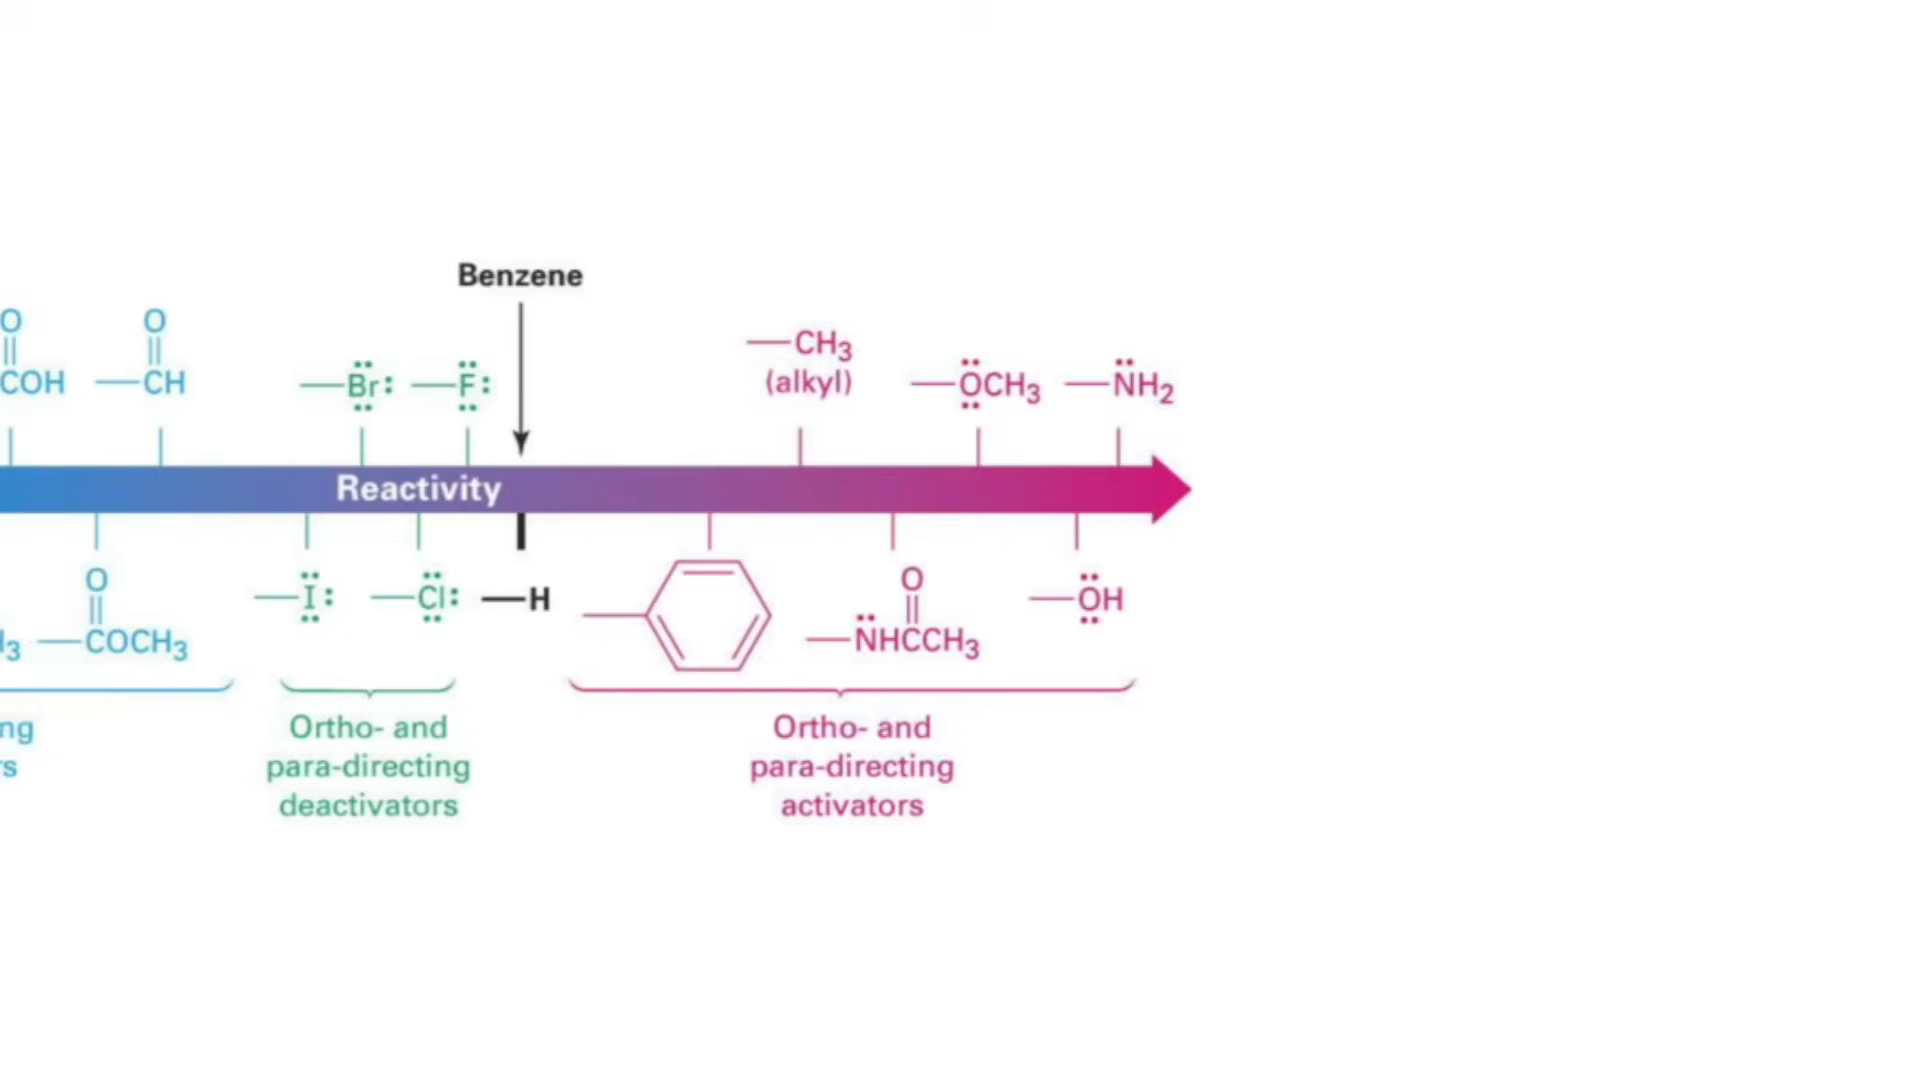 Benzene
O
COH
O
—CH
—Br:
—F:
—CH₃
(alkyl)
—OCH₃
—NH₂
Reactivity
O
—COCH₃
—I:
—Cl:
—H
O
—NHCCH₃
—OH
Ortho- and
para-directing
deactivators
Ortho- and
para-directing
activators